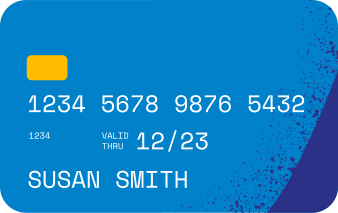 1234 5678 9876 5432
1234 VALID THRU 12/23
SUSAN SMITH